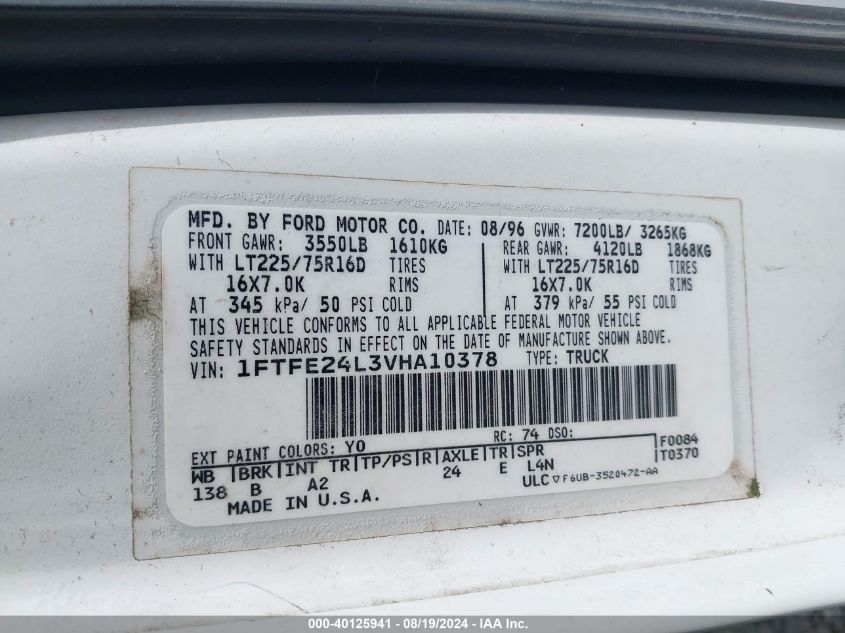 MFD. BY FORD MOTOR CO. DATE: 08/96 GVWR: 7200LB/ 3265KG
FRONT GAWR: 3550LB 1610KG REAR GAWR: 4120LB 1868KG
WITH LT225/75R16D TIRES WITH LT225/75R16D TIRES
16X7.0K RIMS 16X7.0K RIMS
AT 345 kPa/ 50 PSI COLD AT 379 kPa/ 55 PSI COLD
THIS VEHICLE CONFORMS TO ALL APPLICABLE FEDERAL MOTOR VEHICLE
SAFETY STANDARDS IN EFFECT ON THE DATE OF MANUFACTURE SHOWN ABOVE.
VIN: 1FTFE24L3VHA10378 TYPE: TRUCK
EXT PAINT COLORS: YO RC: 74 DSO: F0084
WB BRK INT TR TP/PS R AXLE TR SPR T0370
138 B A2 24 E L4N
MADE IN U.S.A. ULC ▽ F6UB-3520472-AA
000-40125941 - 08/19/2024 - IAA Inc.